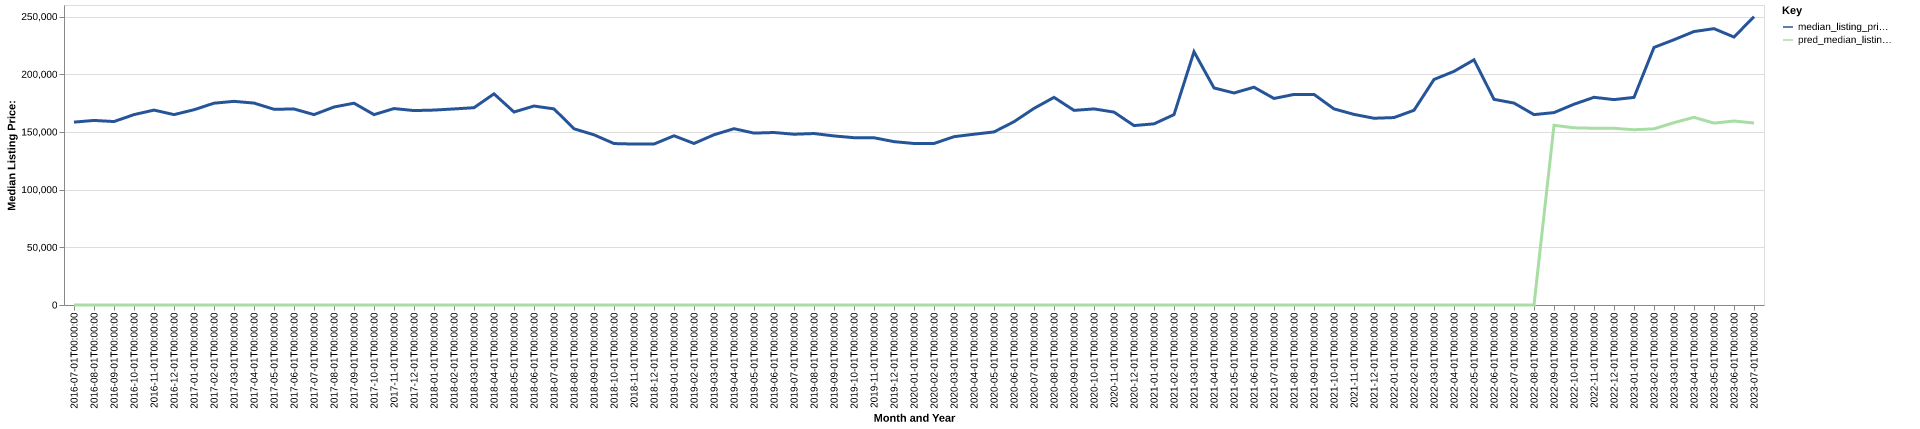 Median Listing Price:
250,000
200,000
150,000
100,000
50,000
0
2016-07-01T00:00:00
2016-08-01T00:00:00
2016-09-01T00:00:00
2016-10-01T00:00:00
2016-11-01T00:00:00
2016-12-01T00:00:00
2017-01-01T00:00:00
2017-02-01T00:00:00
2017-03-01T00:00:00
2017-04-01T00:00:00
2017-05-01T00:00:00
2017-06-01T00:00:00
2017-07-01T00:00:00
2017-08-01T00:00:00
2017-09-01T00:00:00
2017-10-01T00:00:00
2017-11-01T00:00:00
2017-12-01T00:00:00
2018-01-01T00:00:00
2018-02-01T00:00:00
2018-03-01T00:00:00
2018-04-01T00:00:00
2018-05-01T00:00:00
2018-06-01T00:00:00
2018-07-01T00:00:00
2018-08-01T00:00:00
2018-09-01T00:00:00
2018-10-01T00:00:00
2018-11-01T00:00:00
2018-12-01T00:00:00
2019-01-01T00:00:00
2019-02-01T00:00:00
2019-03-01T00:00:00
2019-04-01T00:00:00
2019-05-01T00:00:00
2019-06-01T00:00:00
2019-07-01T00:00:00
2019-08-01T00:00:00
2019-09-01T00:00:00
2019-10-01T00:00:00
2019-11-01T00:00:00
2019-12-01T00:00:00
2020-01-01T00:00:00
2020-02-01T00:00:00
2020-03-01T00:00:00
2020-04-01T00:00:00
2020-05-01T00:00:00
2020-06-01T00:00:00
2020-07-01T00:00:00
2020-08-01T00:00:00
2020-09-01T00:00:00
2020-10-01T00:00:00
2020-11-01T00:00:00
2020-12-01T00:00:00
2021-01-01T00:00:00
2021-02-01T00:00:00
2021-03-01T00:00:00
2021-04-01T00:00:00
2021-05-01T00:00:00
2021-06-01T00:00:00
2021-07-01T00:00:00
2021-08-01T00:00:00
2021-09-01T00:00:00
2021-10-01T00:00:00
2021-11-01T00:00:00
2021-12-01T00:00:00
2022-01-01T00:00:00
2022-02-01T00:00:00
2022-03-01T00:00:00
2022-04-01T00:00:00
2022-05-01T00:00:00
2022-06-01T00:00:00
2022-07-01T00:00:00
2022-08-01T00:00:00
2022-09-01T00:00:00
2022-10-01T00:00:00
2022-11-01T00:00:00
2022-12-01T00:00:00
2023-01-01T00:00:00
2023-02-01T00:00:00
2023-03-01T00:00:00
2023-04-01T00:00:00
2023-05-01T00:00:00
2023-06-01T00:00:00
2023-07-01T00:00:00
Month and Year
Key
median_listing_pri…
pred_median_listin…